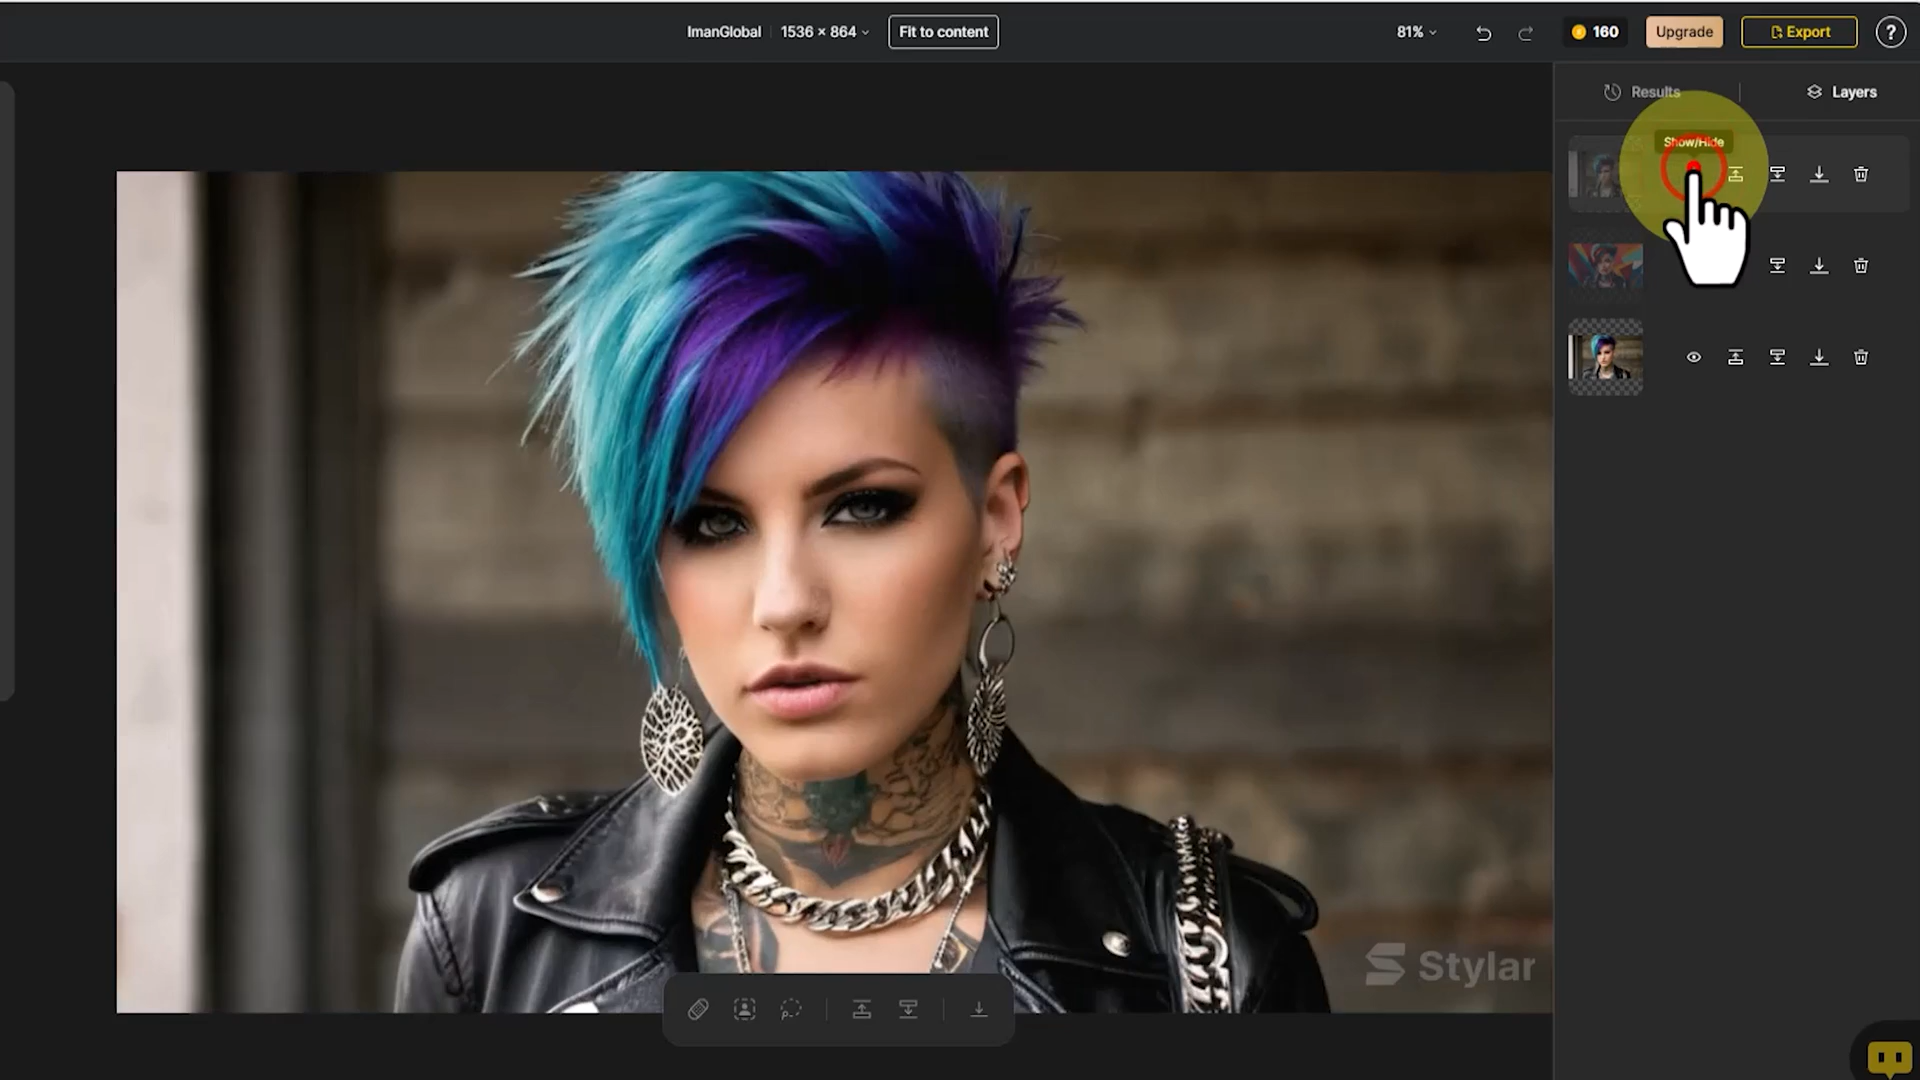 ImanGlobal 1536 × 864 Fit to content 81% 160 Upgrade Export ?
Results Layers
Show/Hide
Stylar